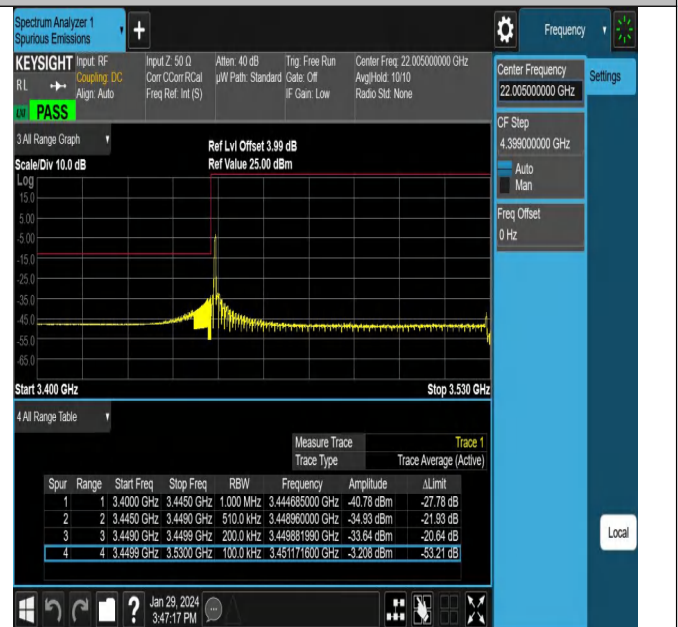 Spectrum Analyzer 1
Spurious Emissions
Frequency
KEYSIGHT Input: RF Input Z: 50 Ω Atten: 40 dB Trig: Free Run Center Freq: 22.005000000 GHz
RL Coupling: DC Corr CCorr RCal µW Path: Standard Gate: Off Avg|Hold: 10/10
Align: Auto Freq Ref: Int (S) IF Gain: Low Radio Std: None
LXI PASS
Center Frequency
22.005000000 GHz
Settings
CF Step
4.399000000 GHz
Auto
Man
Freq Offset
0 Hz
3 All Range Graph
Ref Lvl Offset 3.99 dB
Scale/Div 10.0 dB Ref Value 25.00 dBm
Log
15.0
5.00
-5.00
-15.0
-25.0
-35.0
-45.0
-55.0
-65.0
Start 3.400 GHz Stop 3.530 GHz
4 All Range Table
Measure Trace Trace 1
Trace Type Trace Average (Active)
Spur Range Start Freq Stop Freq RBW Frequency Amplitude ΔLimit
1 1 3.4000 GHz 3.4450 GHz 1.000 MHz 3.444685000 GHz -40.78 dBm -27.78 dB
2 2 3.4450 GHz 3.4490 GHz 510.0 kHz 3.448960000 GHz -34.93 dBm -21.93 dB
3 3 3.4490 GHz 3.4499 GHz 200.0 kHz 3.449881990 GHz -33.64 dBm -20.64 dB
4 4 3.4499 GHz 3.5300 GHz 100.0 kHz 3.451171600 GHz -3.208 dBm -53.21 dB
Local
Jan 29, 2024
3:47:17 PM